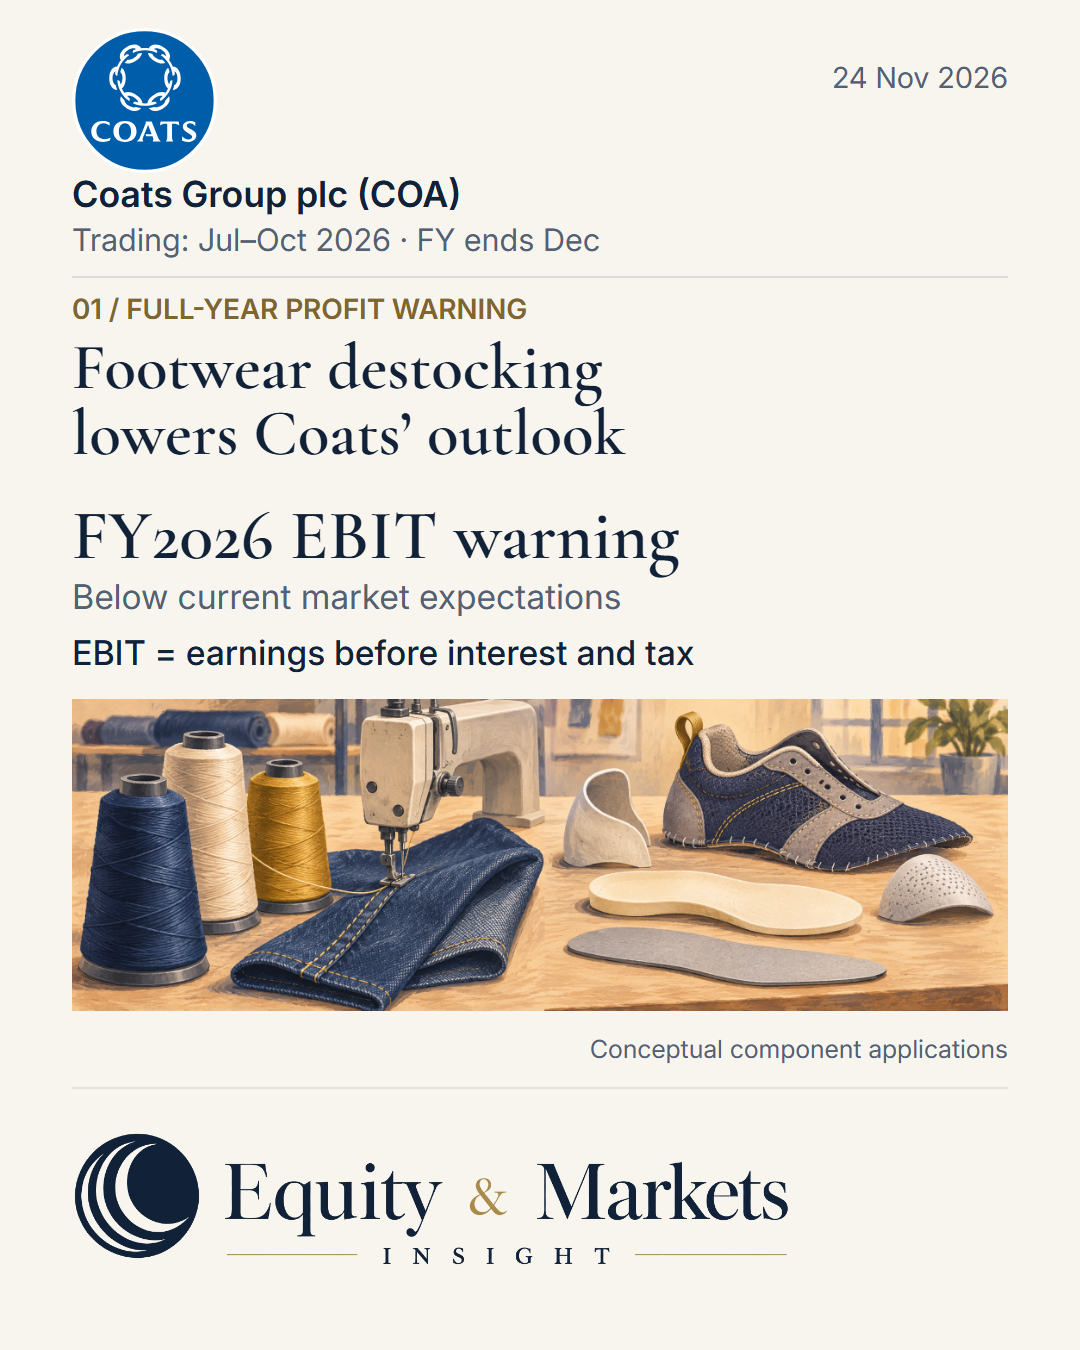 COATS
24 Nov 2026
Coats Group plc (COA)
Trading: Jul–Oct 2026 · FY ends Dec
01 / FULL-YEAR PROFIT WARNING
Footwear destocking
lowers Coats’ outlook
FY2026 EBIT warning
Below current market expectations
EBIT = earnings before interest and tax
Conceptual component applications
Equity & Markets
INSIGHT